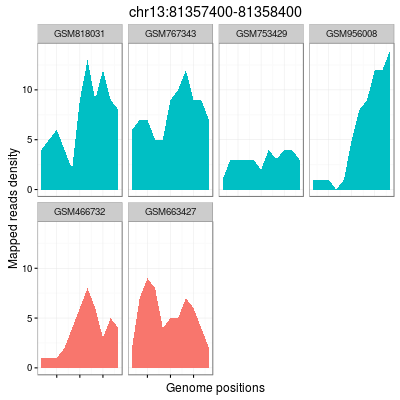 chr13:81357400-81358400
GSM818031 GSM767343 GSM753429 GSM956008
10
5
0
GSM466732 GSM663427
10
5
0
Mapped reads density
Genome positions